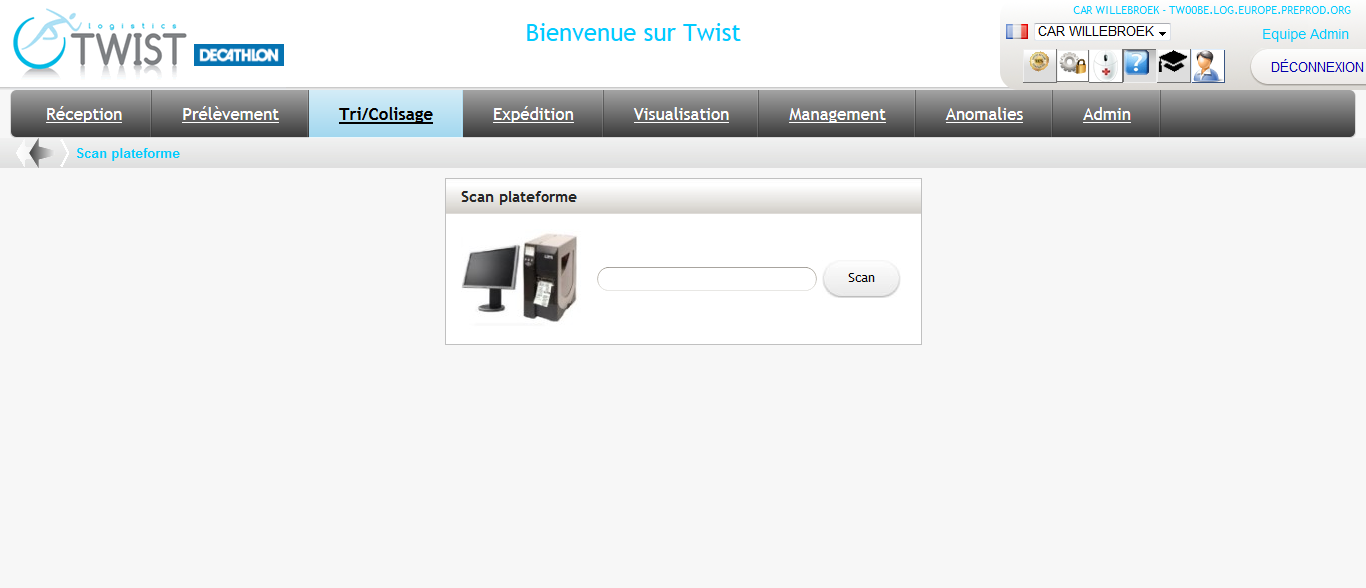 CAR WILLEBROEK - TW00BE.LOG.EUROPE.PREPROD.ORG
logistics
TWIST DECATHLON
Bienvenue sur Twist
CAR WILLEBROEK
Equipe Admin
DÉCONNEXION
Réception Prélèvement Tri/Colisage Expédition Visualisation Management Anomalies Admin
Scan plateforme
Scan plateforme
Scan